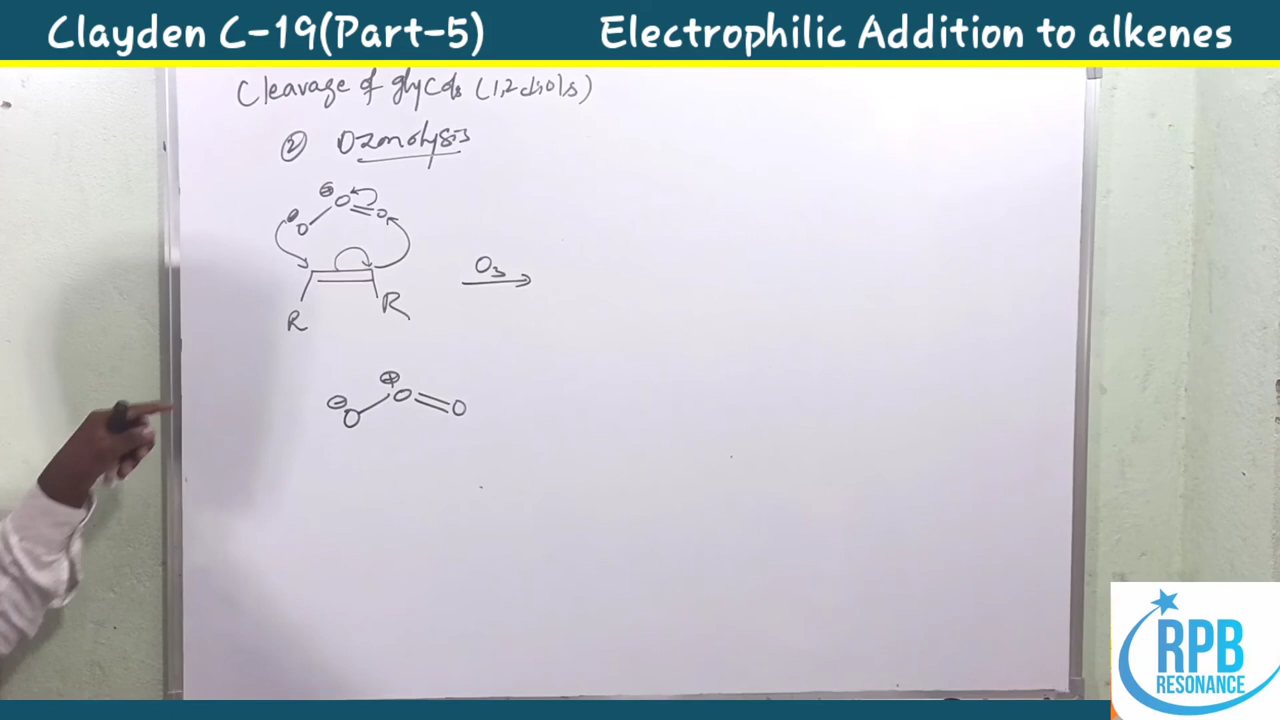 Clayden C-19(Part-5) Electrophilic Addition to alkenes
Cleavage of glycols (1,2 diols)
② Ozonolysis
⊕ O = O
⊖ O
O₃
R R
⊕
⊖ O O = O
RPB
RESONANCE